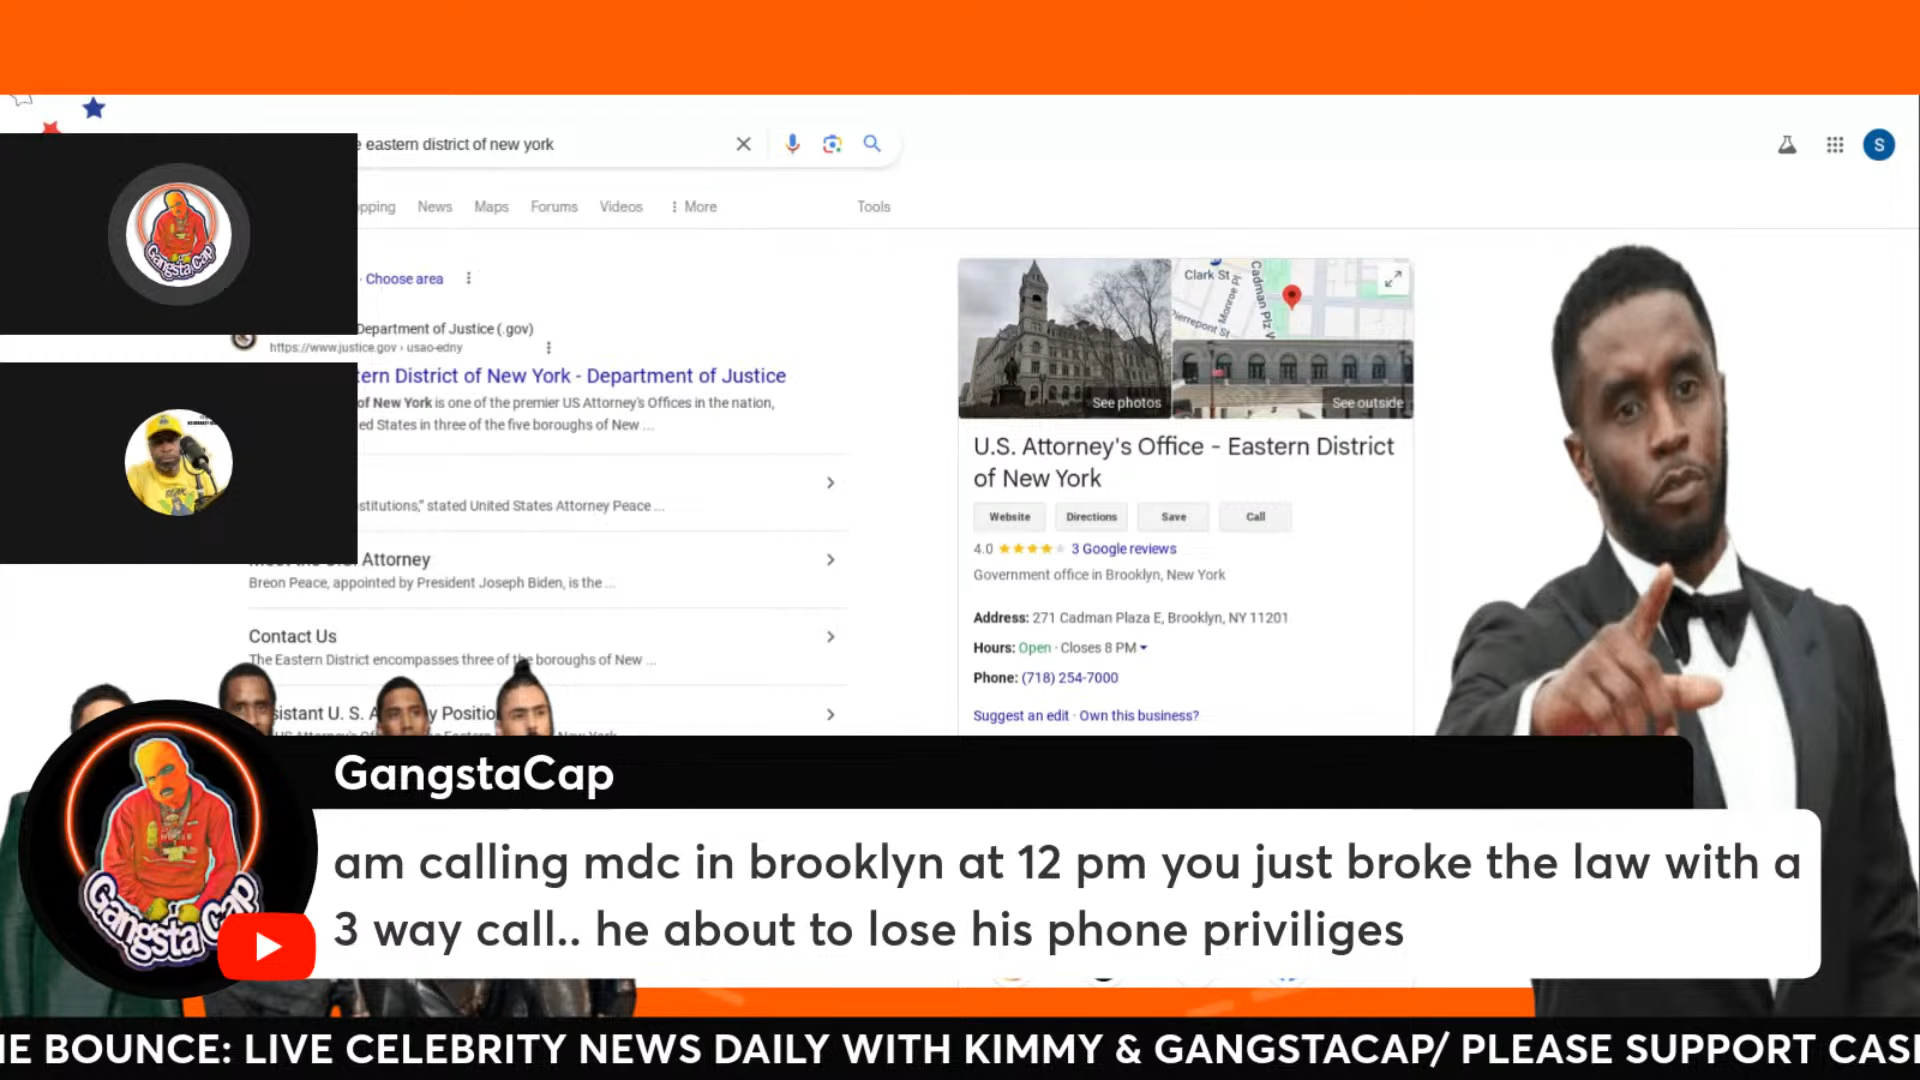 e eastern district of new york
S
pping News Maps Forums Videos More Tools
Gangsta Cap
Choose area
Department of Justice (.gov)
https://www.justice.gov › usao-edny
tern District of New York - Department of Justice
of New York is one of the premier US Attorney's Offices in the nation,
ed States in three of the five boroughs of New ...
stitutions," stated United States Attorney Peace ...
Attorney
Breon Peace, appointed by President Joseph Biden, is the ...
Contact Us
The Eastern District encompasses three of the boroughs of New ...
sistant U. S. A y Positio
Clark St
Monroe Pl
Cadman Plz W
Pierrepont St
See photos
See outside
U.S. Attorney's Office - Eastern District
of New York
Website Directions Save Call
4.0 3 Google reviews
Government office in Brooklyn, New York
Address: 271 Cadman Plaza E, Brooklyn, NY 11201
Hours: Open · Closes 8 PM
Phone: (718) 254-7000
Suggest an edit · Own this business?
Gangsta Cap
GangstaCap
am calling mdc in brooklyn at 12 pm you just broke the law with a
3 way call.. he about to lose his phone priviliges
IE BOUNCE: LIVE CELEBRITY NEWS DAILY WITH KIMMY & GANGSTACAP/ PLEASE SUPPORT CASH